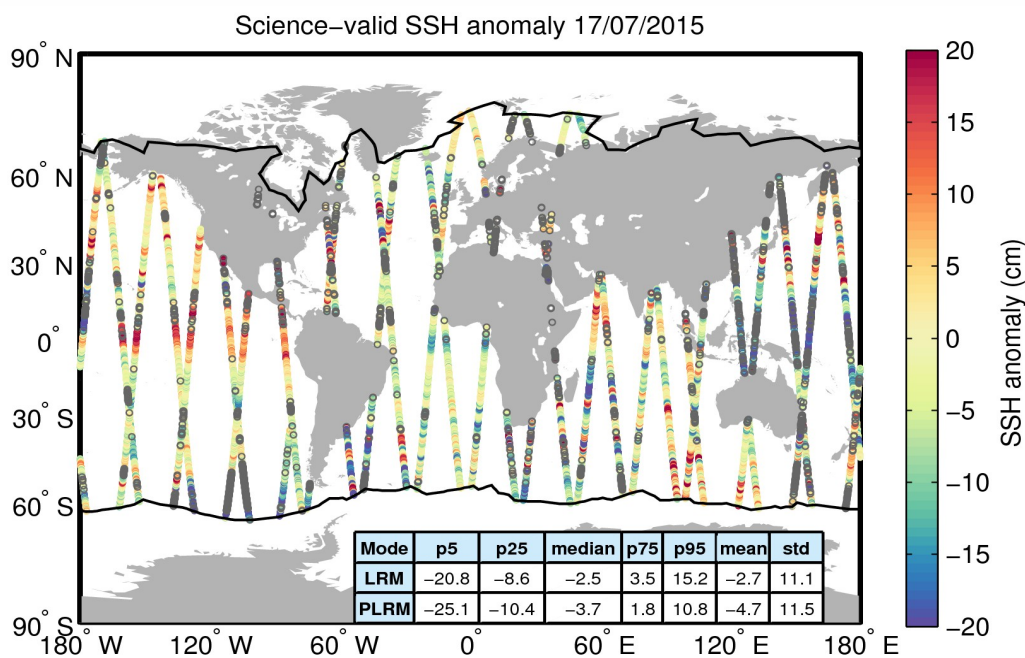 Science−valid SSH anomaly 17/07/2015
90° N
60° N
30° N
0°
30° S
60° S
90° S
180° W
120° W
60° W
0°
60° E
120° E
180° E
Mode p5 p25 median p75 p95 mean std
LRM −20.8 −8.6 −2.5 3.5 15.2 −2.7 11.1
PLRM −25.1 −10.4 −3.7 1.8 10.8 −4.7 11.5
20
15
10
5
0
−5
−10
−15
−20
SSH anomaly (cm)